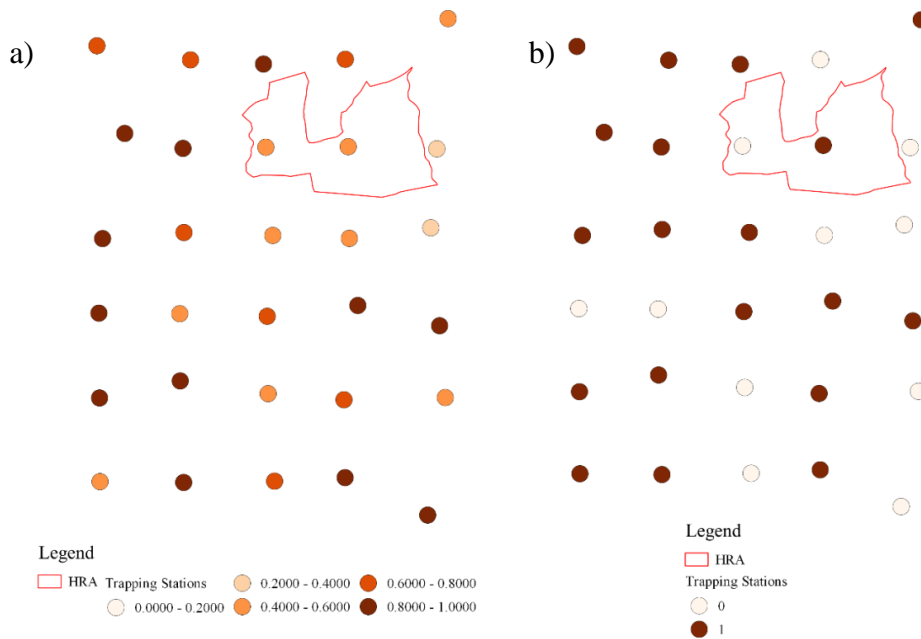 a)
b)
Legend
HRA
Trapping Stations
0.0000 - 0.2000
0.2000 - 0.4000
0.4000 - 0.6000
0.6000 - 0.8000
0.8000 - 1.0000
Legend
HRA
Trapping Stations
0
1